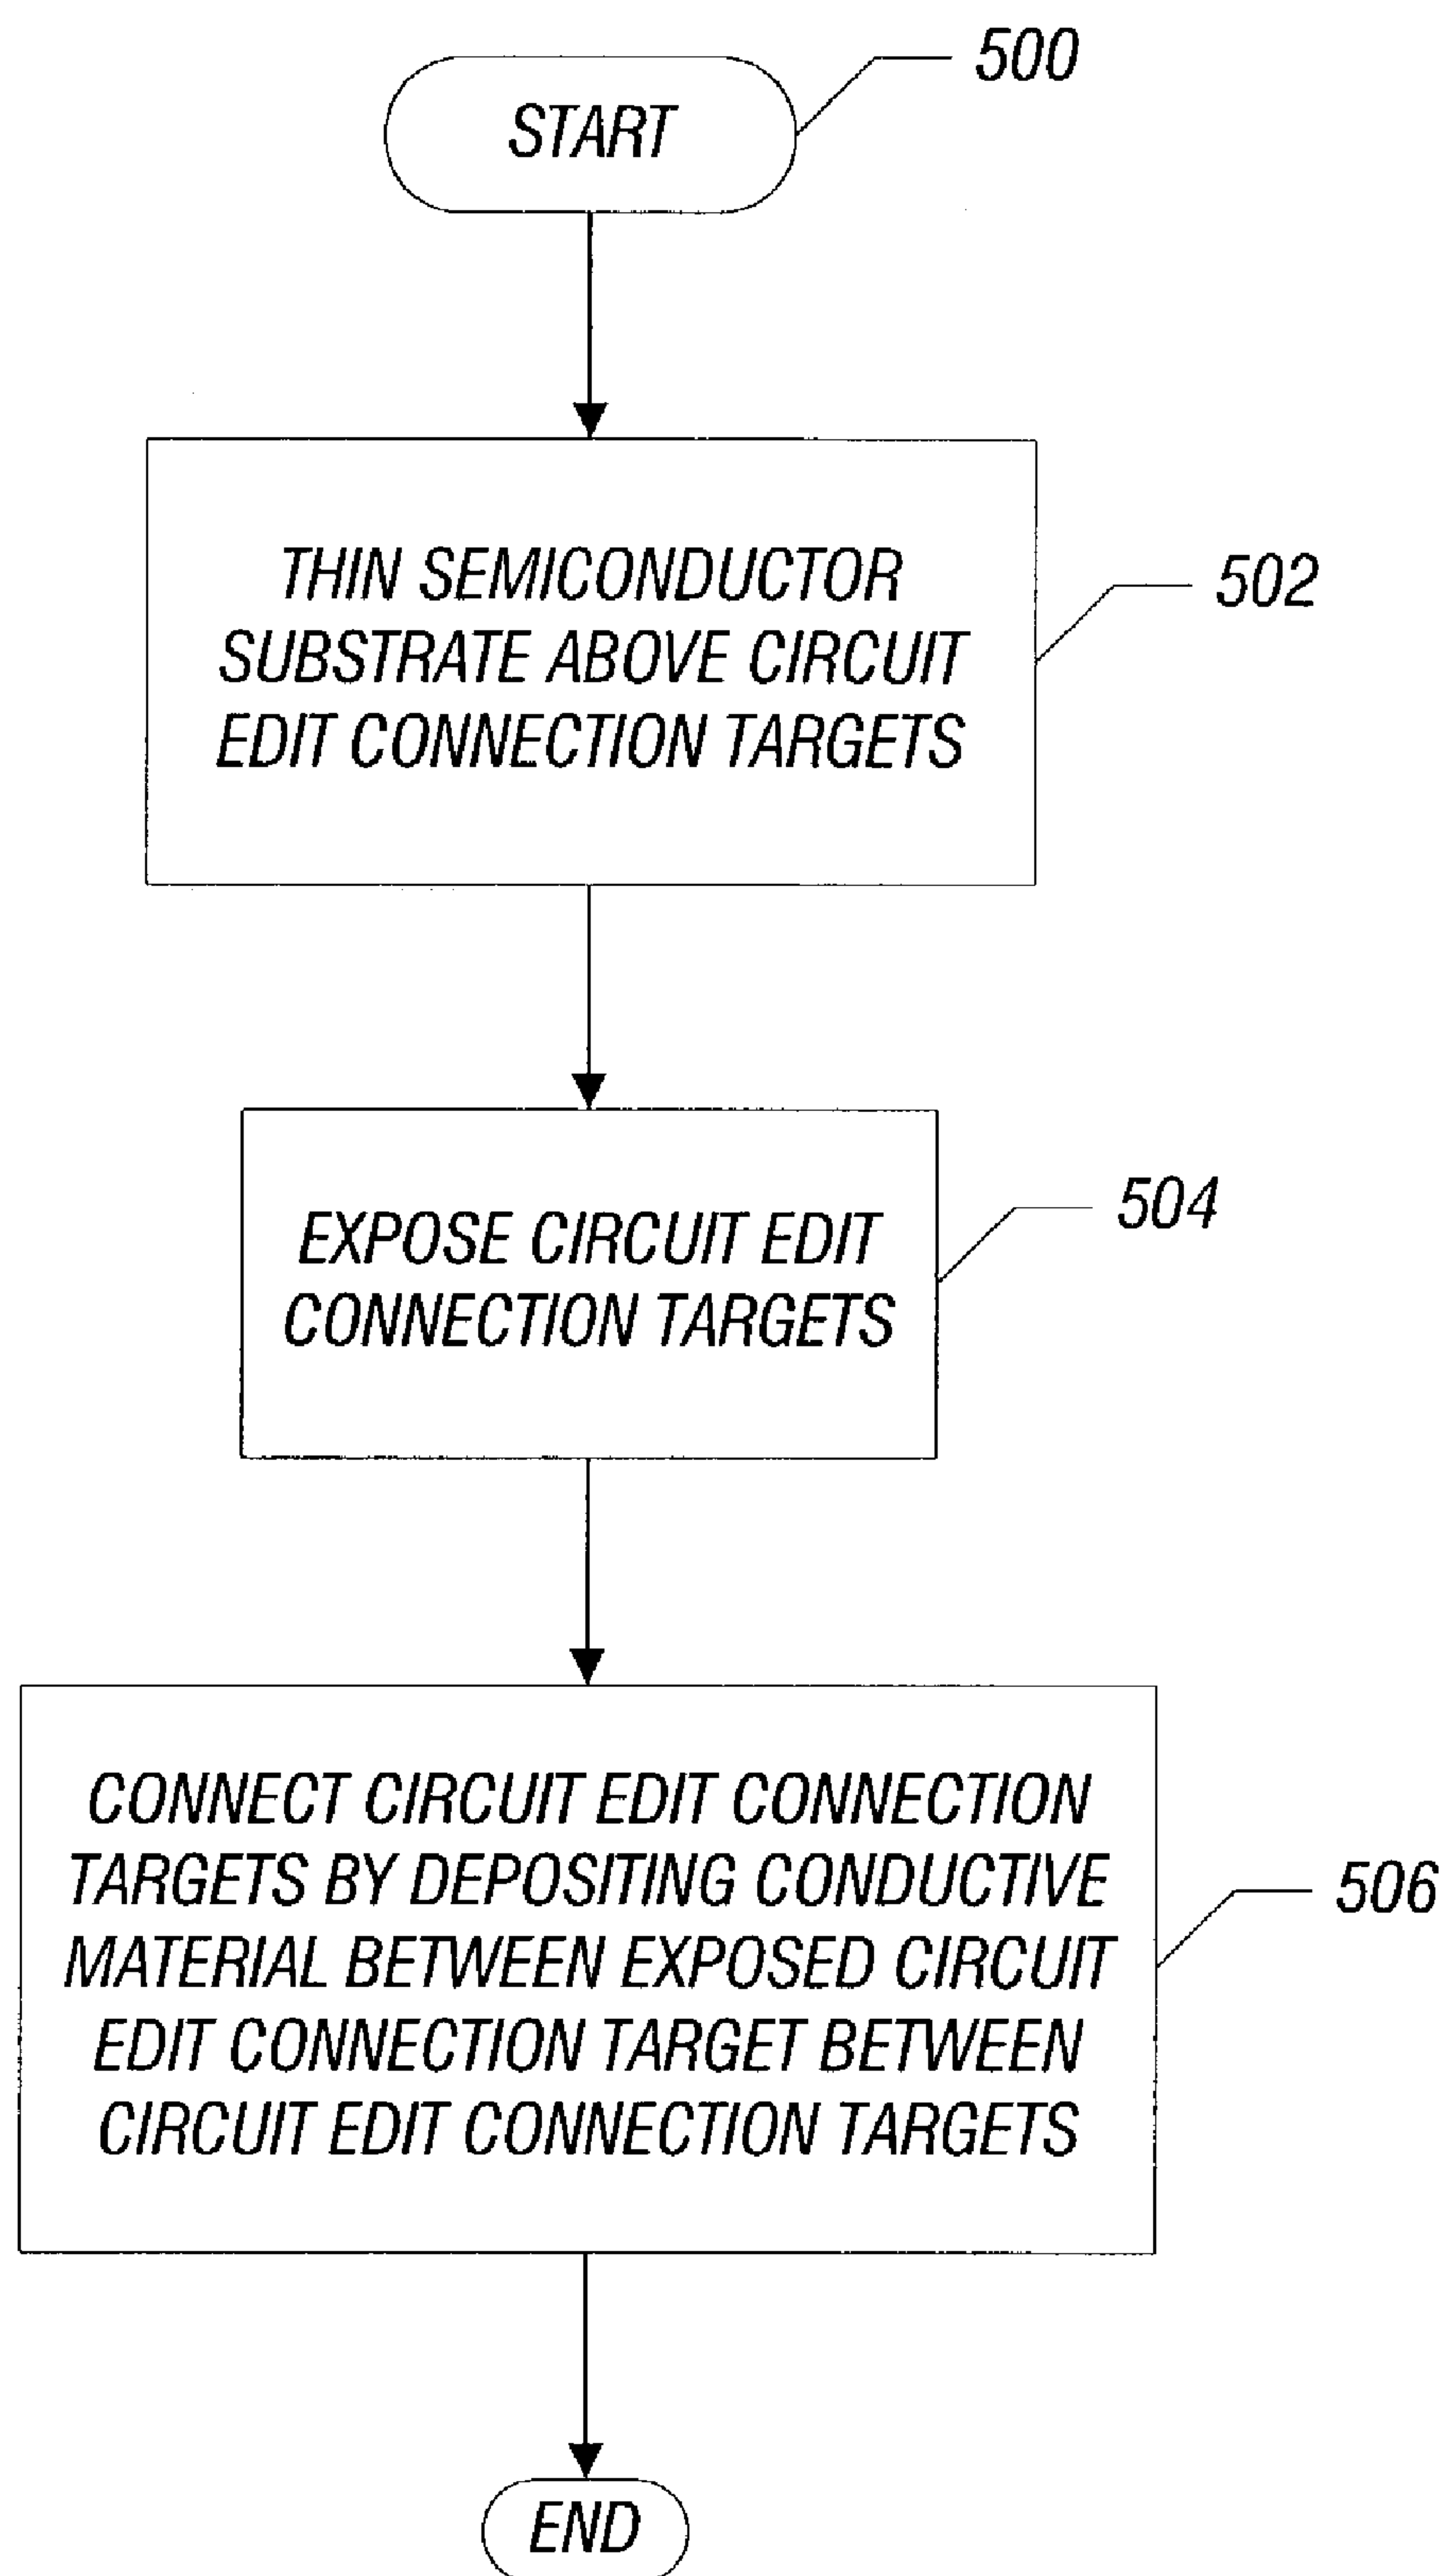 START
500
THIN SEMICONDUCTOR
SUBSTRATE ABOVE CIRCUIT
EDIT CONNECTION TARGETS
502
EXPOSE CIRCUIT EDIT
CONNECTION TARGETS
504
CONNECT CIRCUIT EDIT CONNECTION
TARGETS BY DEPOSITING CONDUCTIVE
MATERIAL BETWEEN EXPOSED CIRCUIT
EDIT CONNECTION TARGET BETWEEN
CIRCUIT EDIT CONNECTION TARGETS
506
END